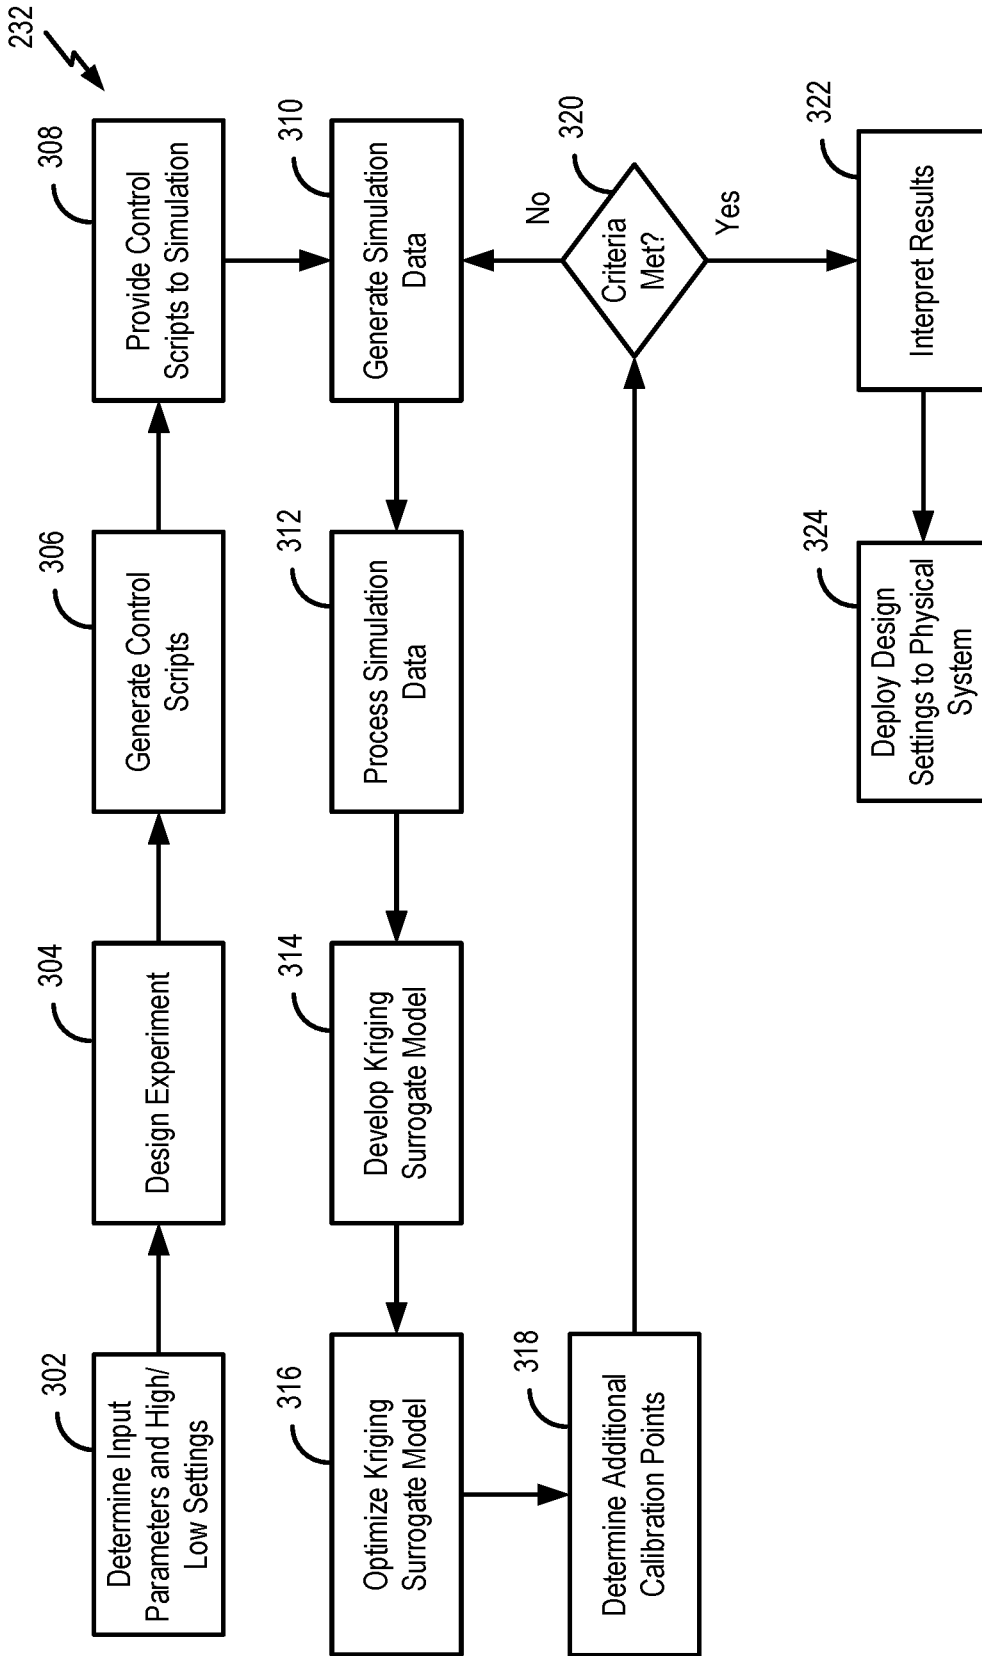 232
302
Determine Input
Parameters and High/
Low Settings
304
Design Experiment
306
Generate Control
Scripts
308
Provide Control
Scripts to Simulation
310
Generate Simulation
Data
312
Process Simulation
Data
314
Develop Kriging
Surrogate Model
316
Optimize Kriging
Surrogate Model
318
Determine Additional
Calibration Points
320
Criteria
Met?
No
Yes
322
Interpret Results
324
Deploy Design
Settings to Physical
System